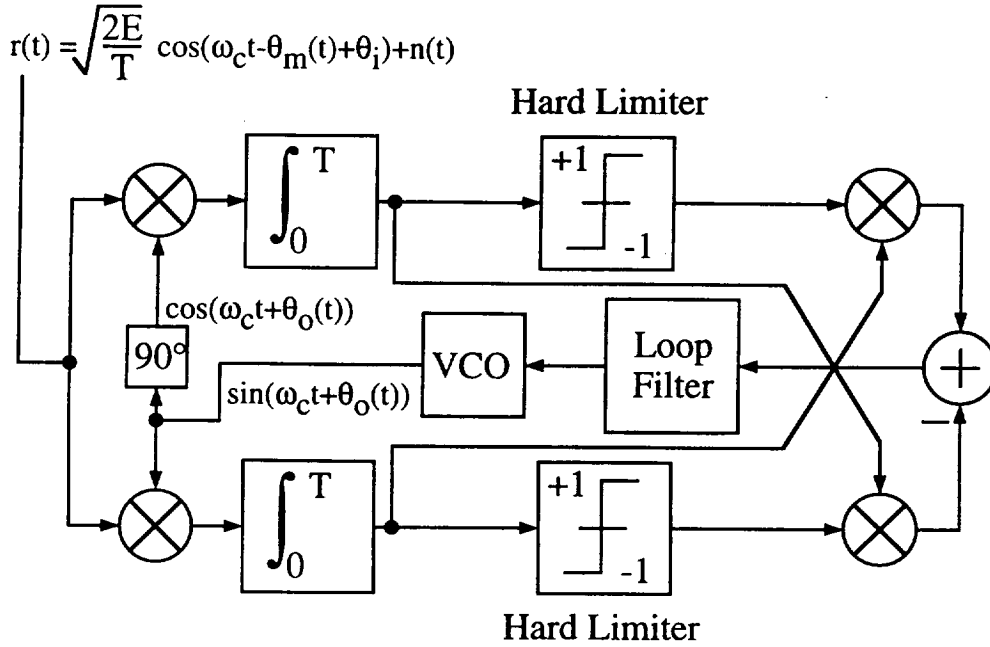 r(t) = √(2E/T) cos(ω_c t-θ_m(t)+θ_i)+n(t)
Hard Limiter
∫_0^T
+1
-1
cos(ω_c t+θ_o(t))
90°
VCO
Loop
Filter
+
sin(ω_c t+θ_o(t))
−
∫_0^T
+1
-1
Hard Limiter